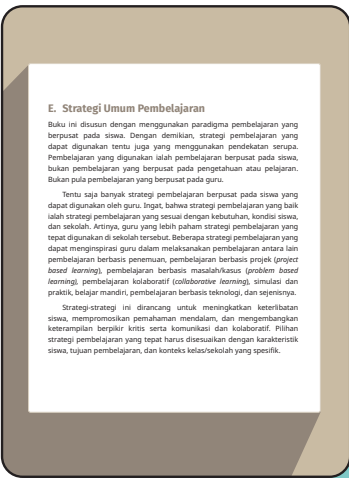 E. Strategi Umum Pembelajaran
Buku ini disusun dengan menggunakan paradigma pembelajaran yang
berpusat pada siswa. Dengan demikian, strategi pembelajaran yang
dapat digunakan tentu juga yang menggunakan pendekatan serupa.
Pembelajaran yang digunakan ialah pembelajaran berpusat pada siswa,
bukan pembelajaran yang berpusat pada pengetahuan atau pelajaran.
Bukan pula pembelajaran yang berpusat pada guru.
Tentu saja banyak strategi pembelajaran berpusat pada siswa yang
dapat digunakan oleh guru. Ingat, bahwa strategi pembelajaran yang baik
ialah strategi pembelajaran yang sesuai dengan kebutuhan, kondisi siswa,
dan sekolah. Artinya, guru yang lebih paham strategi pembelajaran yang
tepat digunakan di sekolah tersebut. Beberapa strategi pembelajaran yang
dapat menginspirasi guru dalam melaksanakan pembelajaran antara lain
pembelajaran berbasis penemuan, pembelajaran berbasis projek (project
based learning), pembelajaran berbasis masalah/kasus (problem based
learning), pembelajaran kolaboratif (collaborative learning), simulasi dan
praktik, belajar mandiri, pembelajaran berbasis teknologi, dan sejenisnya.
Strategi-strategi ini dirancang untuk meningkatkan keterlibatan
siswa, mempromosikan pemahaman mendalam, dan mengembangkan
keterampilan berpikir kritis serta komunikasi dan kolaboratif. Pilihan
strategi pembelajaran yang tepat harus disesuaikan dengan karakteristik
siswa, tujuan pembelajaran, dan konteks kelas/sekolah yang spesifik.